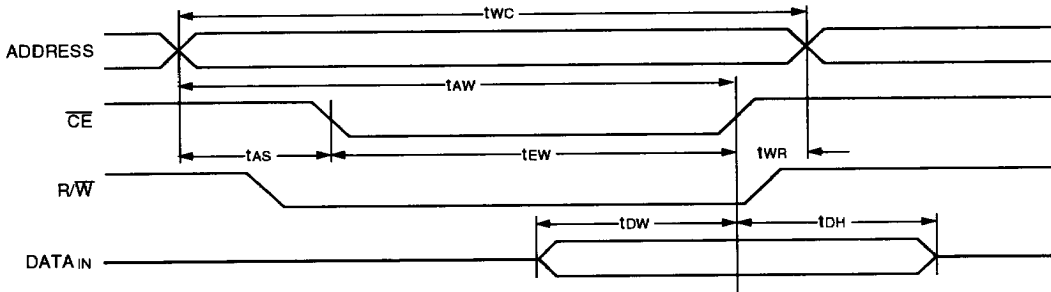 tWC
ADDRESS
tAW
CE
tAS
tEW
tWR
R/W
tDW
tDH
DATA IN